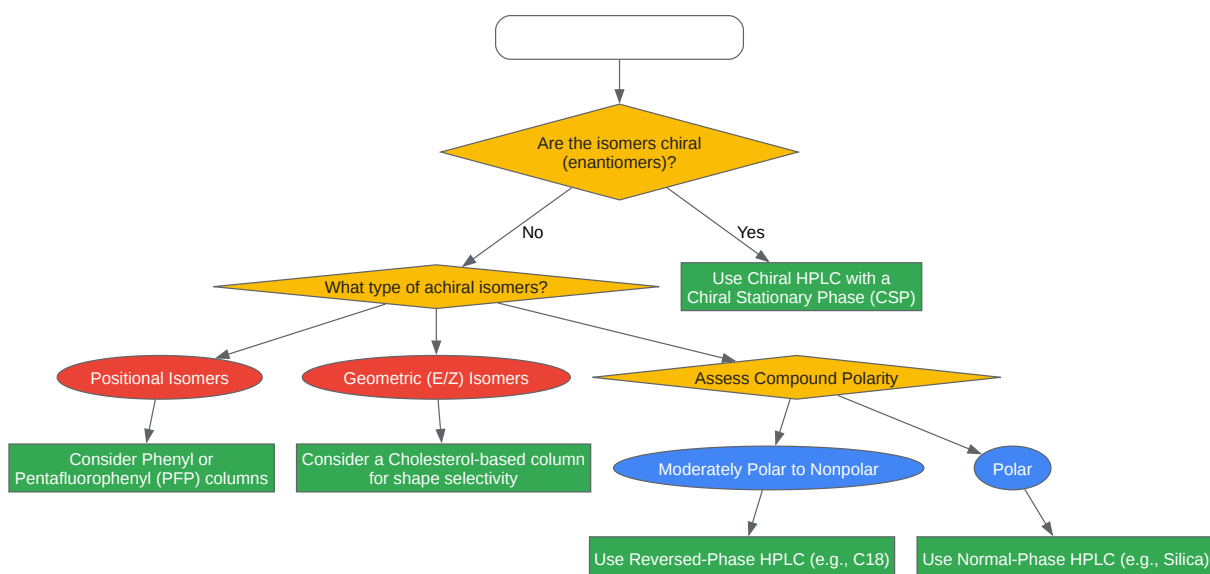 Are the isomers chiral
(enantiomers)?
No
Yes
Use Chiral HPLC with a
Chiral Stationary Phase (CSP)
What type of achiral isomers?
Positional Isomers
Geometric (E/Z) Isomers
Assess Compound Polarity
Consider Phenyl or
Pentafluorophenyl (PFP) columns
Consider a Cholesterol-based column
for shape selectivity
Moderately Polar to Nonpolar
Polar
Use Reversed-Phase HPLC (e.g., C18)
Use Normal-Phase HPLC (e.g., Silica)